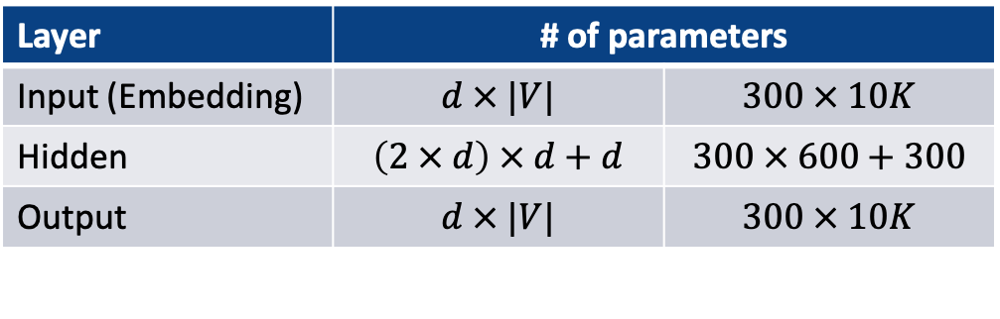 Layer # of parameters
Input (Embedding) d × |V| 300 × 10K
Hidden (2 × d) × d + d 300 × 600 + 300
Output d × |V| 300 × 10K